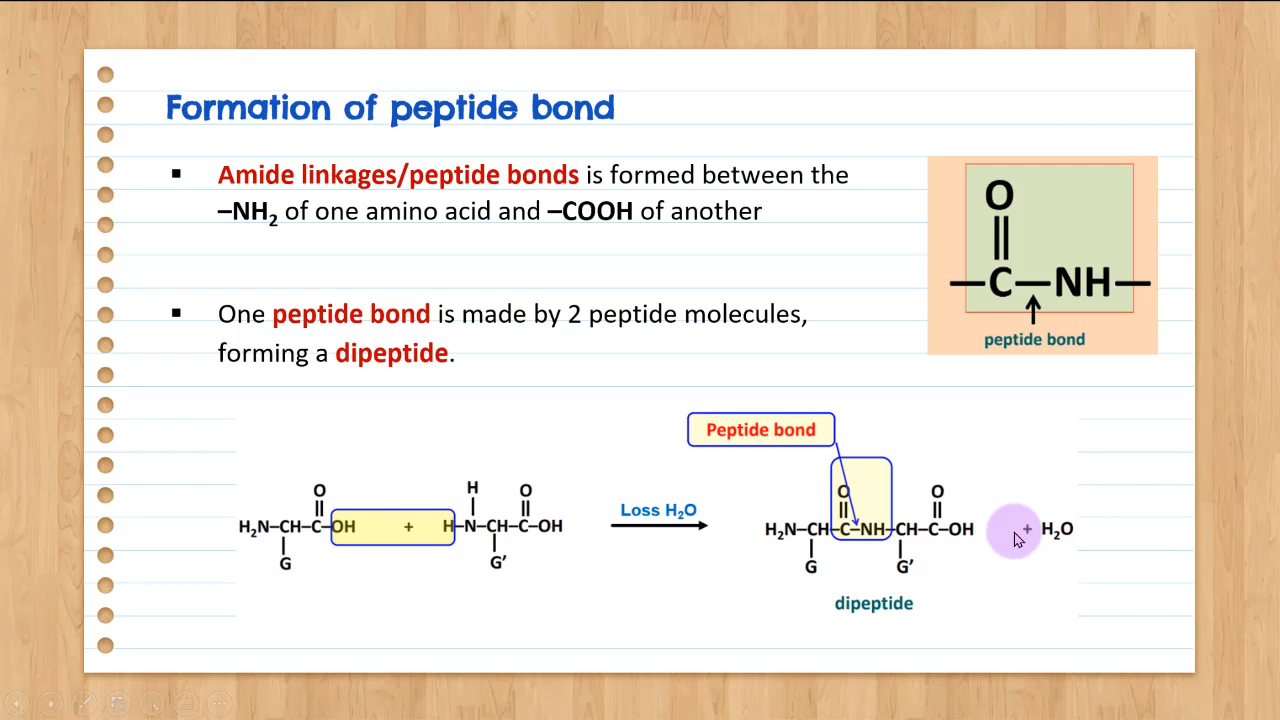 Formation of peptide bond
▪ Amide linkages/peptide bonds is formed between the
–NH₂ of one amino acid and –COOH of another
▪ One peptide bond is made by 2 peptide molecules,
forming a dipeptide.
O
||
—C—NH—
peptide bond
Peptide bond
H O
O || | ||
H₂N–CH–C–OH + H–N–CH–C–OH
G G’
Loss H₂O
O O
|| ||
H₂N–CH–C–NH–CH–C–OH + H₂O
G G’
dipeptide